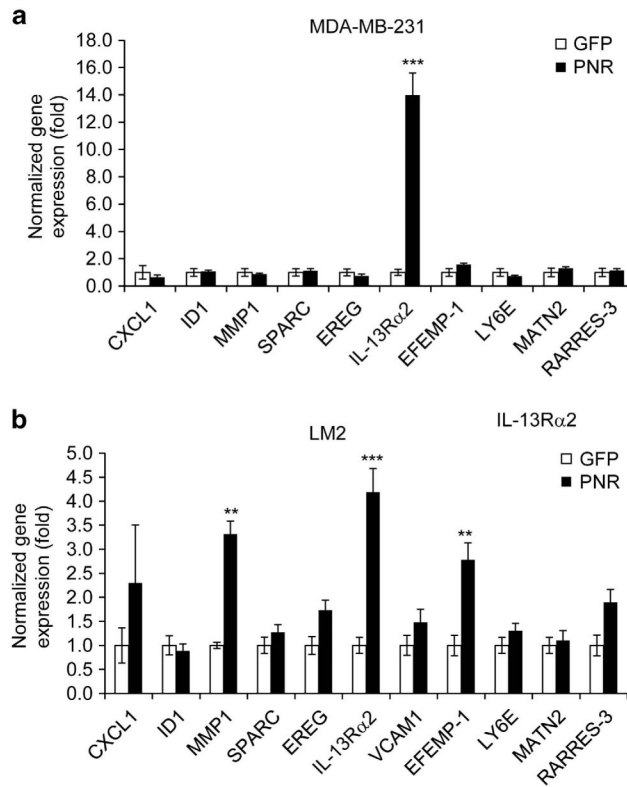 a
MDA-MB-231
GFP
PNR
Normalized gene
expression (fold)
18.0
16.0
14.0
12.0
10.0
8.0
6.0
4.0
2.0
0.0
***
CXCL1
ID1
MMP1
SPARC
EREG
IL-13Rα2
EFEMP-1
LY6E
MATN2
RARRES-3
b
LM2
IL-13Rα2
GFP
PNR
Normalized gene
expression (fold)
5.0
4.5
4.0
3.5
3.0
2.5
2.0
1.5
1.0
0.5
0.0
**
***
**
CXCL1
ID1
MMP1
SPARC
EREG
IL-13Rα2
VCAM1
EFEMP-1
LY6E
MATN2
RARRES-3